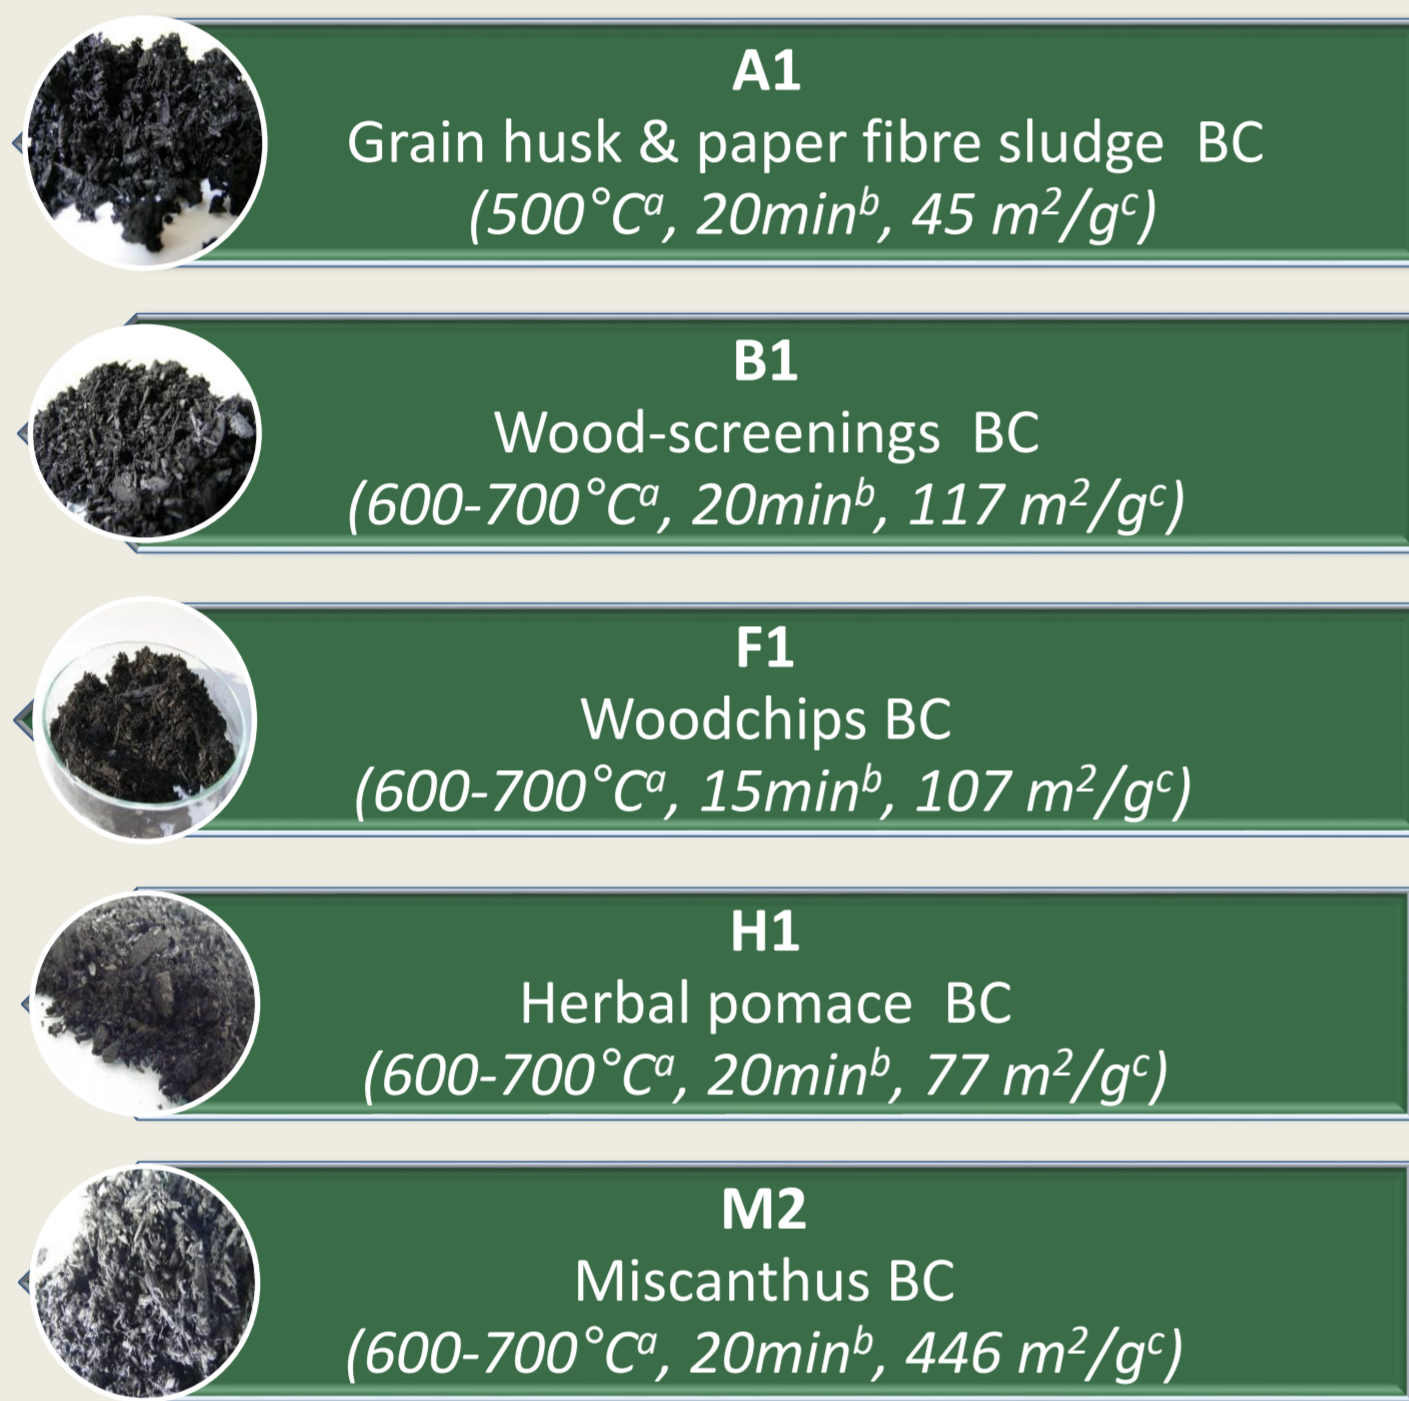 A1
Grain husk & paper fibre sludge  BC
(500°Cᵃ, 20minᵇ, 45 m²/gᶜ)
B1
Wood-screenings  BC
(600-700°Cᵃ, 20minᵇ, 117 m²/gᶜ)
F1
Woodchips BC
(600-700°Cᵃ, 15minᵇ, 107 m²/gᶜ)
H1
Herbal pomace  BC
(600-700°Cᵃ, 20minᵇ, 77 m²/gᶜ)
M2
Miscanthus BC
(600-700°Cᵃ, 20minᵇ, 446 m²/gᶜ)